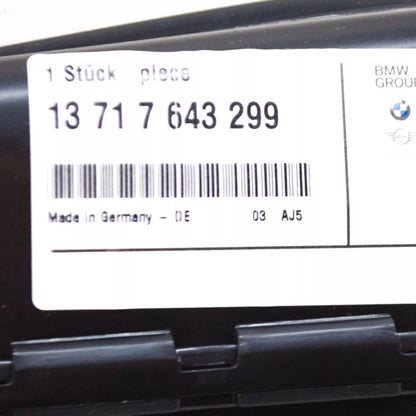 1 Stück / piece
13 71 7 643 299
Made in Germany - DE 03 AJ5
BMW
GROUP